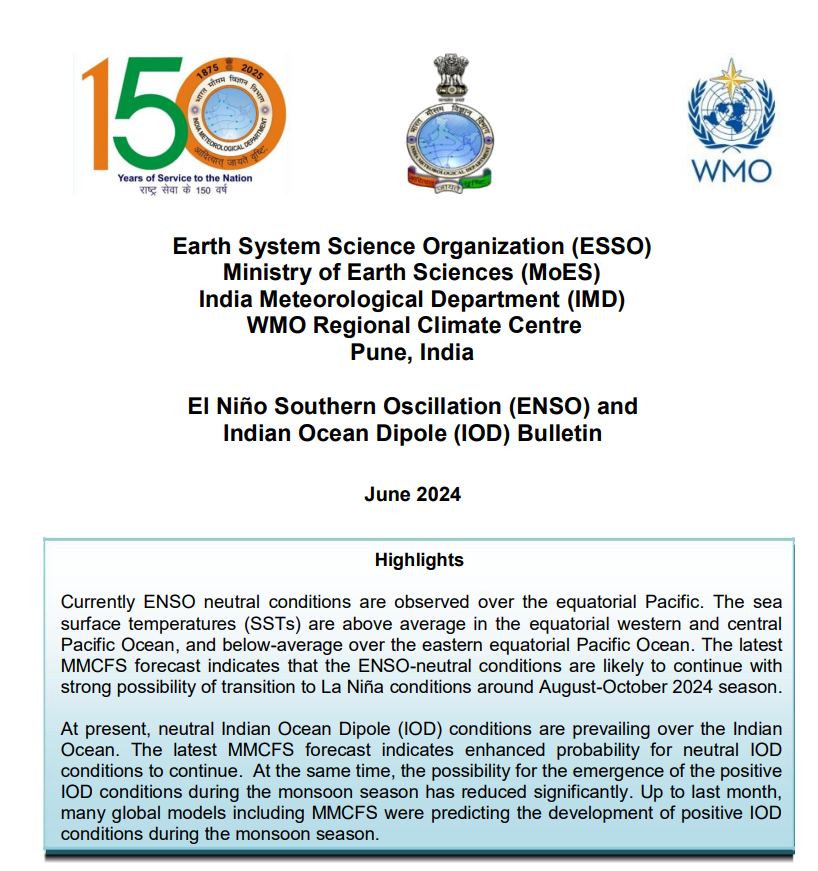 150
1875 2025
भारत मौसम विज्ञान विभाग
INDIA METEOROLOGICAL DEPARTMENT
आदित्यात् जायते वृष्टि:
Years of Service to the Nation
राष्ट्र सेवा के 150 वर्ष
भारत मौसम विज्ञान विभाग
INDIA METEOROLOGICAL DEPARTMENT
WMO
Earth System Science Organization (ESSO)
Ministry of Earth Sciences (MoES)
India Meteorological Department (IMD)
WMO Regional Climate Centre
Pune, India
El Niño Southern Oscillation (ENSO) and
Indian Ocean Dipole (IOD) Bulletin
June 2024
Highlights
Currently ENSO neutral conditions are observed over the equatorial Pacific. The sea
surface temperatures (SSTs) are above average in the equatorial western and central
Pacific Ocean, and below-average over the eastern equatorial Pacific Ocean. The latest
MMCFS forecast indicates that the ENSO-neutral conditions are likely to continue with
strong possibility of transition to La Niña conditions around August-October 2024 season.
At present, neutral Indian Ocean Dipole (IOD) conditions are prevailing over the Indian
Ocean. The latest MMCFS forecast indicates enhanced probability for neutral IOD
conditions to continue.  At the same time, the possibility for the emergence of the positive
IOD conditions during the monsoon season has reduced significantly. Up to last month,
many global models including MMCFS were predicting the development of positive IOD
conditions during the monsoon season.